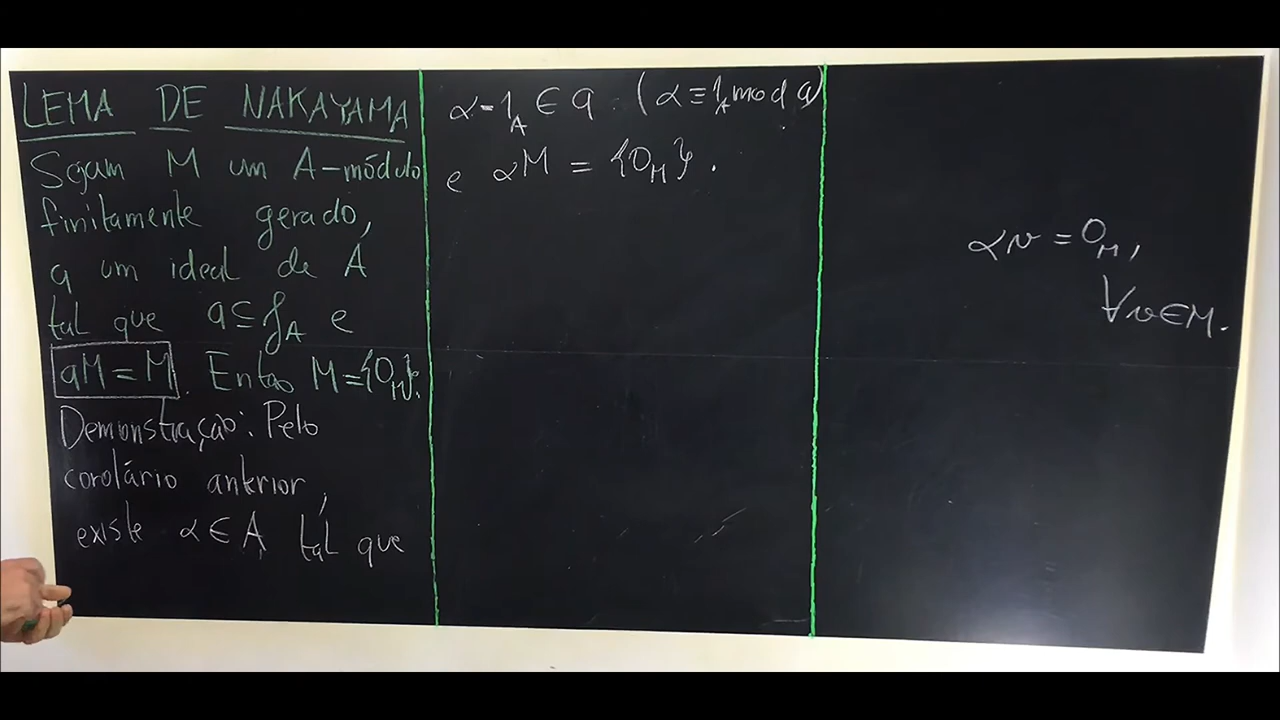 LEMA DE NAKAYAMA
Sejam M um A-módulo
finitamente gerado,
a um ideal de A
tal que a ⊆ J_A e
aM = M. Então M = {0_M}.
Demonstração: Pelo
corolário anterior,
existe α ∈ A, tal que
α - 1_A ∈ a (α ≡ 1_A mod a)
e αM = {0_M}.
αv = 0_M,
∀v ∈ M.